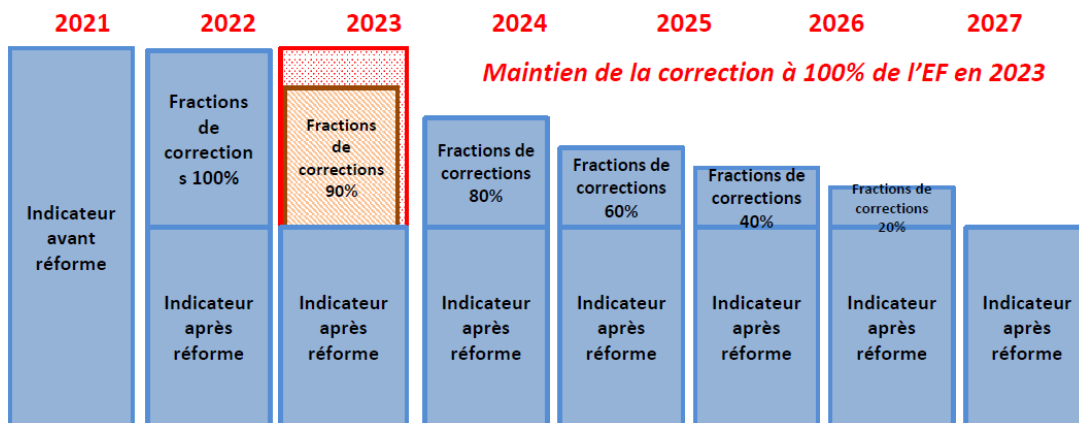 2021 2022 2023 2024 2025 2026 2027
Maintien de la correction à 100% de l'EF en 2023
Indicateur
avant
réforme
Fractions
de
correction
s 100%
Indicateur
après
réforme
Fractions
de
corrections
90%
Indicateur
après
réforme
Fractions de
corrections
80%
Indicateur
après
réforme
Fractions de
corrections
60%
Indicateur
après
réforme
Fractions de
corrections
40%
Indicateur
après
réforme
Fractions de
corrections
20%
Indicateur
après
réforme
Indicateur
après
réforme